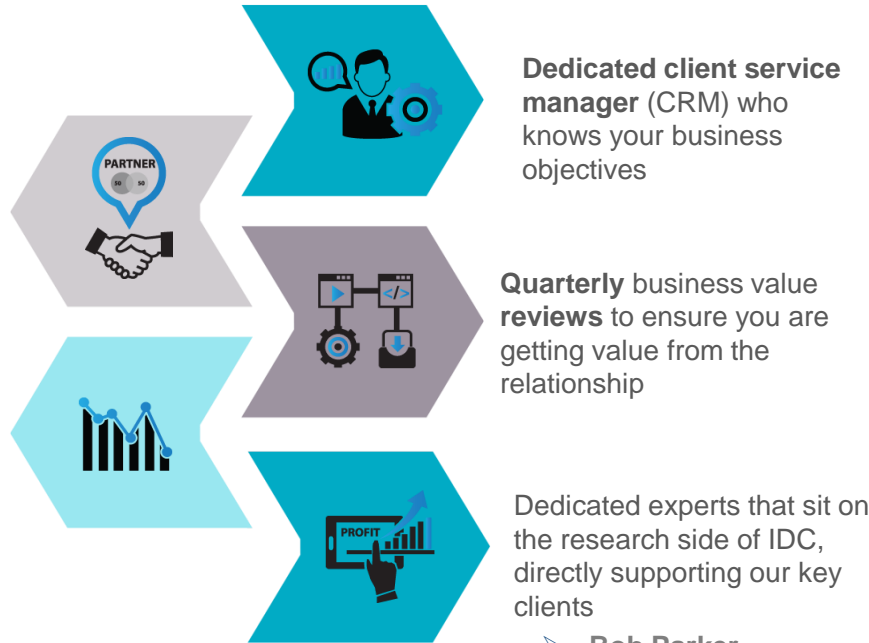 Dedicated client service
manager (CRM) who
knows your business
objectives
PARTNER
50 50
Quarterly business value
reviews to ensure you are
getting value from the
relationship
</>
Dedicated experts that sit on
the research side of IDC,
directly supporting our key
clients
PROFIT
Bob Parker